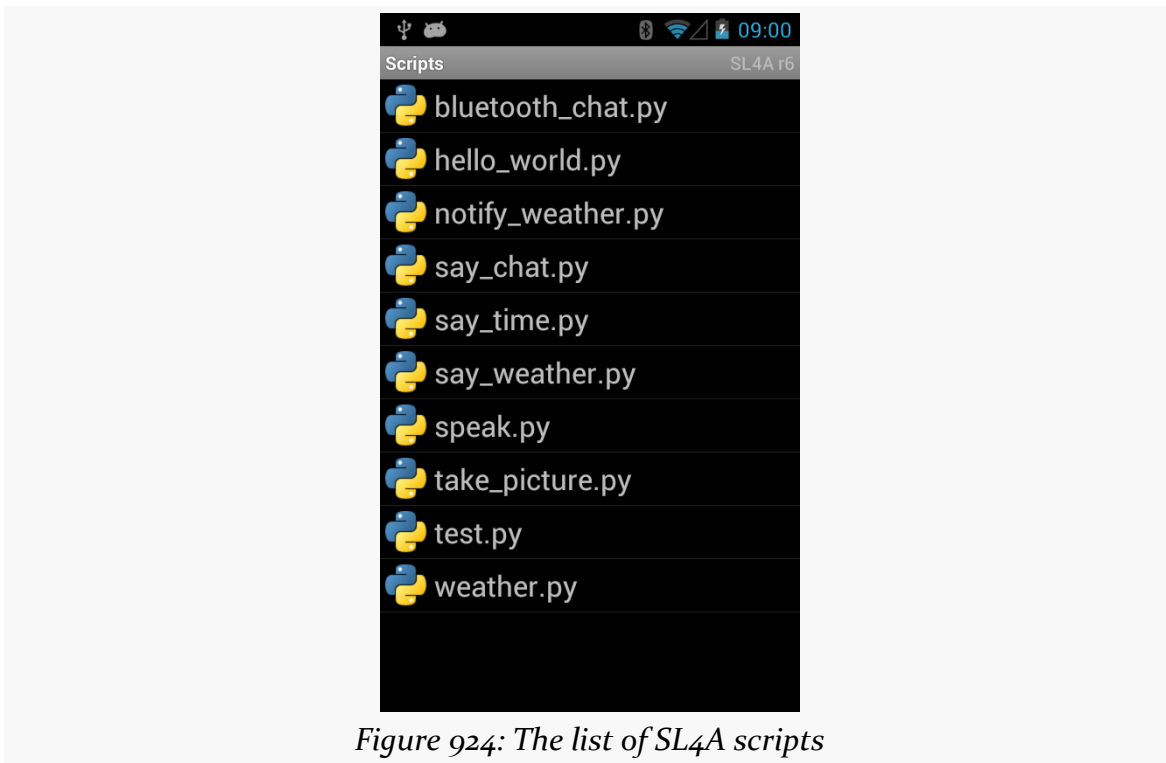 09:00
Scripts SL4A r6
bluetooth_chat.py
hello_world.py
notify_weather.py
say_chat.py
say_time.py
say_weather.py
speak.py
take_picture.py
test.py
weather.py
Figure 924: The list of SL4A scripts